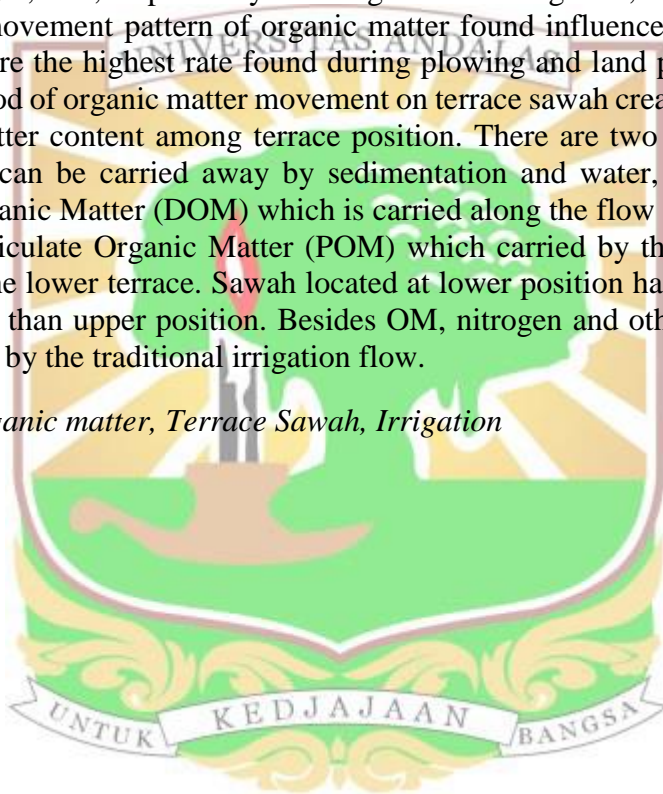 movement pattern of organic matter found influence
re the highest rate found during plowing and land p
od of organic matter movement on terrace sawah crea
tter content among terrace position. There are two
can be carried away by sedimentation and water,
anic Matter (DOM) which is carried along the flow
iculate Organic Matter (POM) which carried by th
ne lower terrace. Sawah located at lower position ha
than upper position. Besides OM, nitrogen and oth
by the traditional irrigation flow.
ganic matter, Terrace Sawah, Irrigation
UNIVERSITAS ANDALAS
UNTUK KEDJAJAAN BANGSA